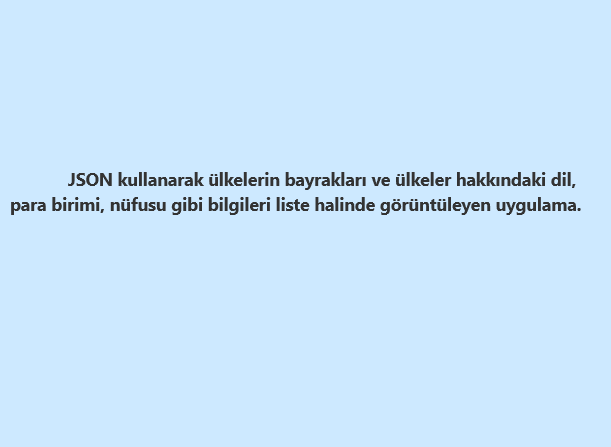 JSON kullanarak ülkelerin bayrakları ve ülkeler hakkındaki dil,
para birimi, nüfusu gibi bilgileri liste halinde görüntüleyen uygulama.